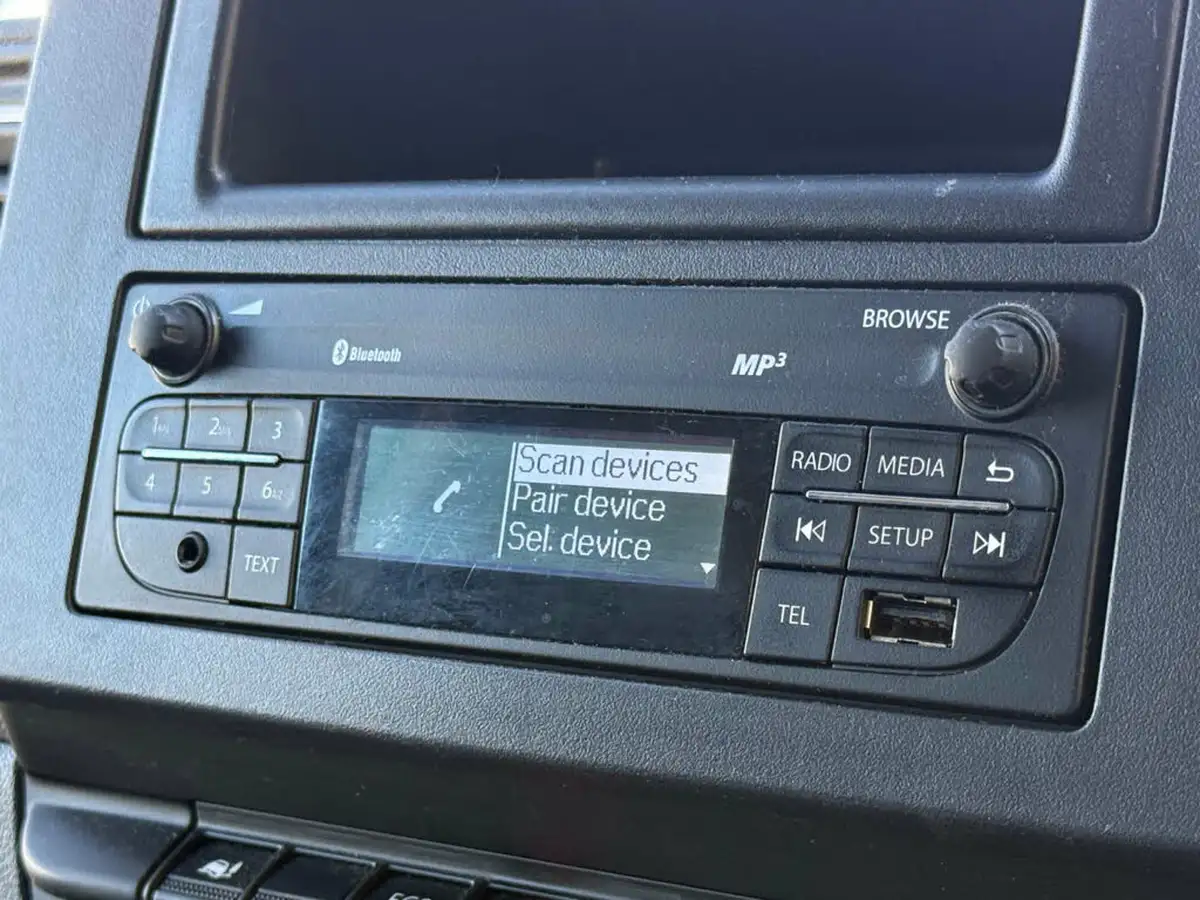 BROWSE
Bluetooth
MP3
1
2
3
4
5
6
TEXT
Scan devices
Pair device
Sel. device
RADIO
MEDIA
SETUP
TEL